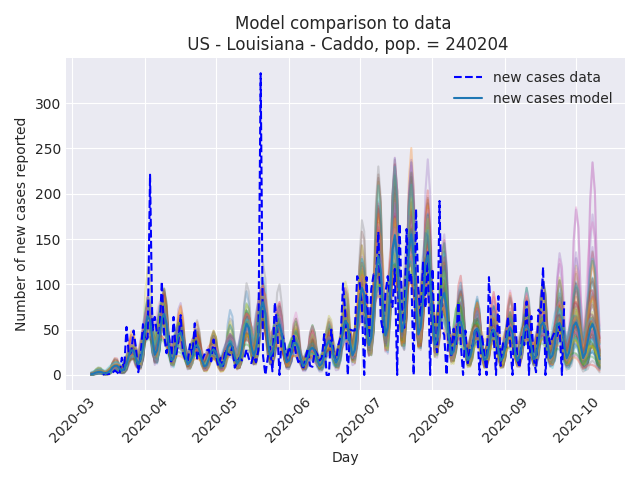 Model comparison to data
US - Louisiana - Caddo, pop. = 240204
new cases data
new cases model
Number of new cases reported
300
250
200
150
100
50
0
2020-03
2020-04
2020-05
2020-06
2020-07
2020-08
2020-09
2020-10
Day